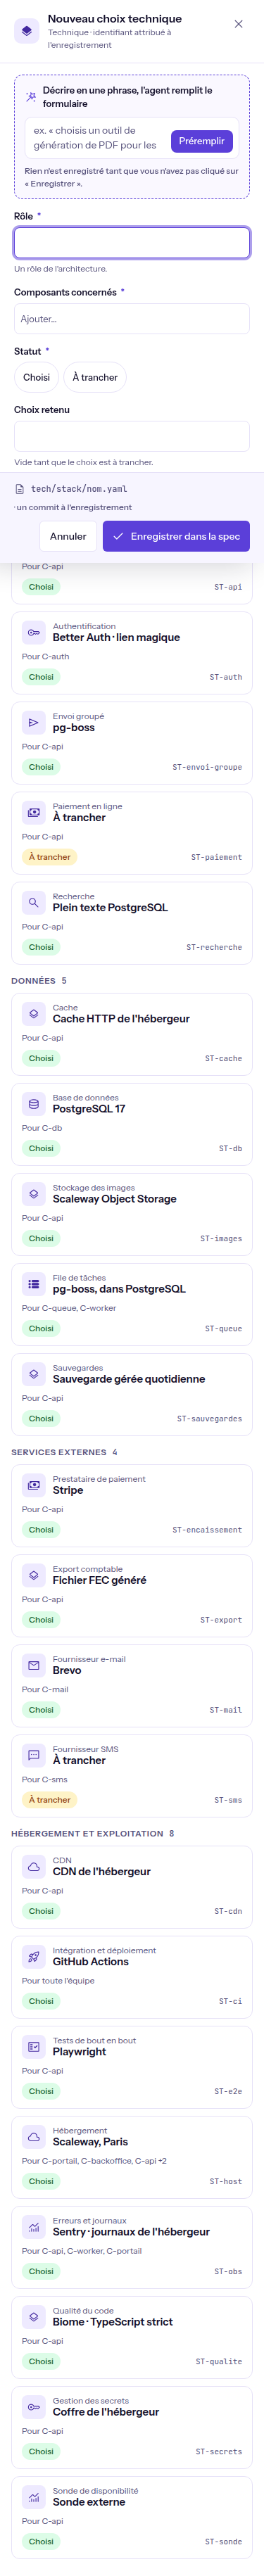 Nouveau choix technique
Technique · identifiant attribué à
l'enregistrement
Décrire en une phrase, l'agent remplit le
formulaire
ex. « choisis un outil de
génération de PDF pour les
Préremplir
Rien n'est enregistré tant que vous n'avez pas cliqué sur
« Enregistrer ».
Rôle *
Un rôle de l'architecture.
Composants concernés *
Ajouter…
Statut *
Choisi
À trancher
Choix retenu
Vide tant que le choix est à trancher.
tech/stack/nom.yaml
· un commit à l'enregistrement
Annuler
Enregistrer dans la spec
Pour C-api
Choisi
ST-api
Authentification
Better Auth · lien magique
Pour C-auth
Choisi
ST-auth
Envoi groupé
pg-boss
Pour C-api
Choisi
ST-envoi-groupe
Paiement en ligne
À trancher
Pour C-api
À trancher
ST-paiement
Recherche
Plein texte PostgreSQL
Pour C-api
Choisi
ST-recherche
DONNÉES 5
Cache
Cache HTTP de l'hébergeur
Pour C-api
Choisi
ST-cache
Base de données
PostgreSQL 17
Pour C-db
Choisi
ST-db
Stockage des images
Scaleway Object Storage
Pour C-api
Choisi
ST-images
File de tâches
pg-boss, dans PostgreSQL
Pour C-queue, C-worker
Choisi
ST-queue
Sauvegardes
Sauvegarde gérée quotidienne
Pour C-api
Choisi
ST-sauvegardes
SERVICES EXTERNES 4
Prestataire de paiement
Stripe
Pour C-api
Choisi
ST-encaissement
Export comptable
Fichier FEC généré
Pour C-api
Choisi
ST-export
Fournisseur e-mail
Brevo
Pour C-mail
Choisi
ST-mail
Fournisseur SMS
À trancher
Pour C-sms
À trancher
ST-sms
HÉBERGEMENT ET EXPLOITATION 8
CDN
CDN de l'hébergeur
Pour C-api
Choisi
ST-cdn
Intégration et déploiement
GitHub Actions
Pour toute l'équipe
Choisi
ST-ci
Tests de bout en bout
Playwright
Pour C-api
Choisi
ST-e2e
Hébergement
Scaleway, Paris
Pour C-portail, C-backoffice, C-api +2
Choisi
ST-host
Erreurs et journaux
Sentry · journaux de l'hébergeur
Pour C-api, C-worker, C-portail
Choisi
ST-obs
Qualité du code
Biome · TypeScript strict
Pour C-api
Choisi
ST-qualite
Gestion des secrets
Coffre de l'hébergeur
Pour C-api
Choisi
ST-secrets
Sonde de disponibilité
Sonde externe
Pour C-api
Choisi
ST-sonde